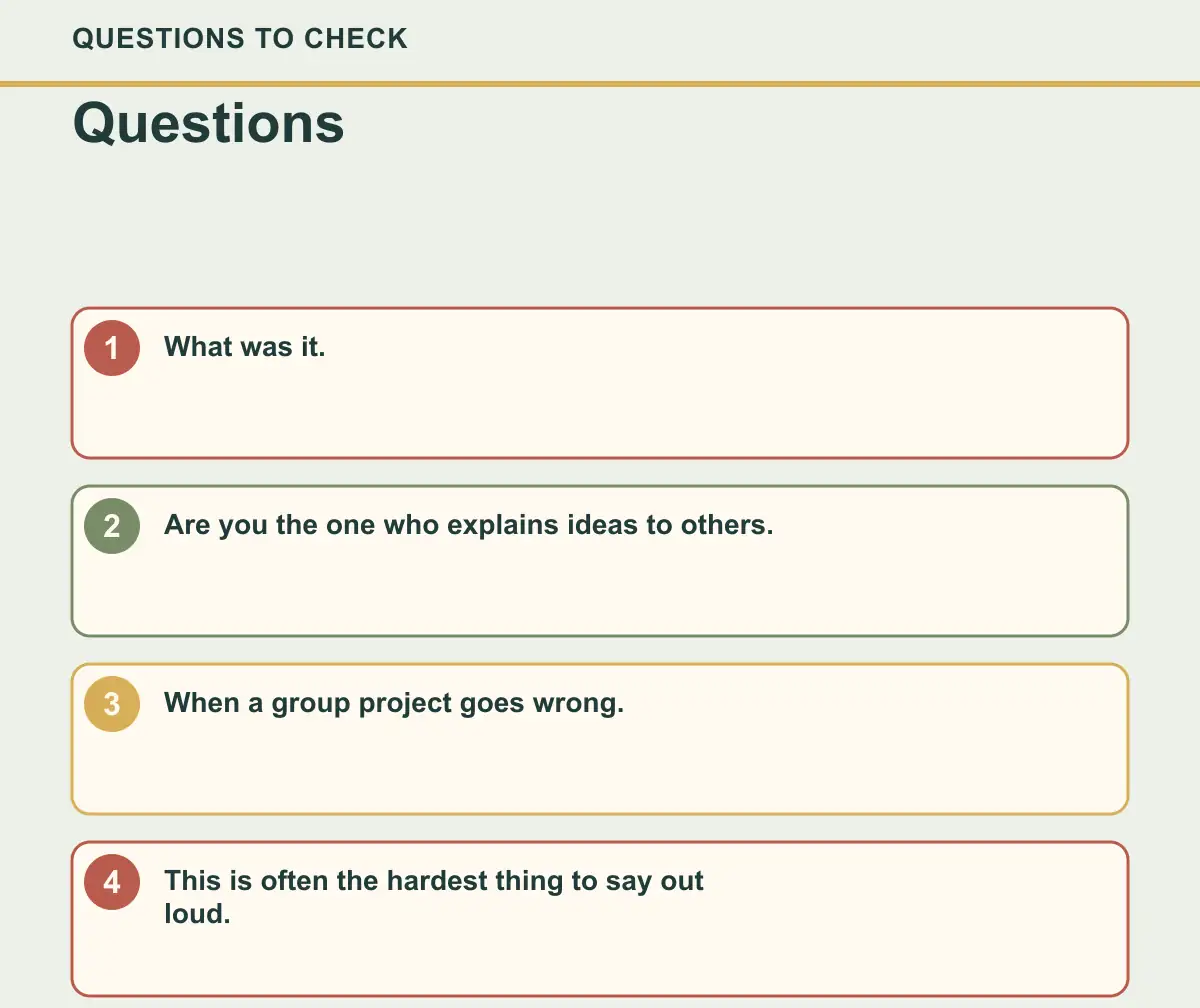 QUESTIONS TO CHECK
Questions
1 What was it.
2 Are you the one who explains ideas to others.
3 When a group project goes wrong.
4 This is often the hardest thing to say out
loud.